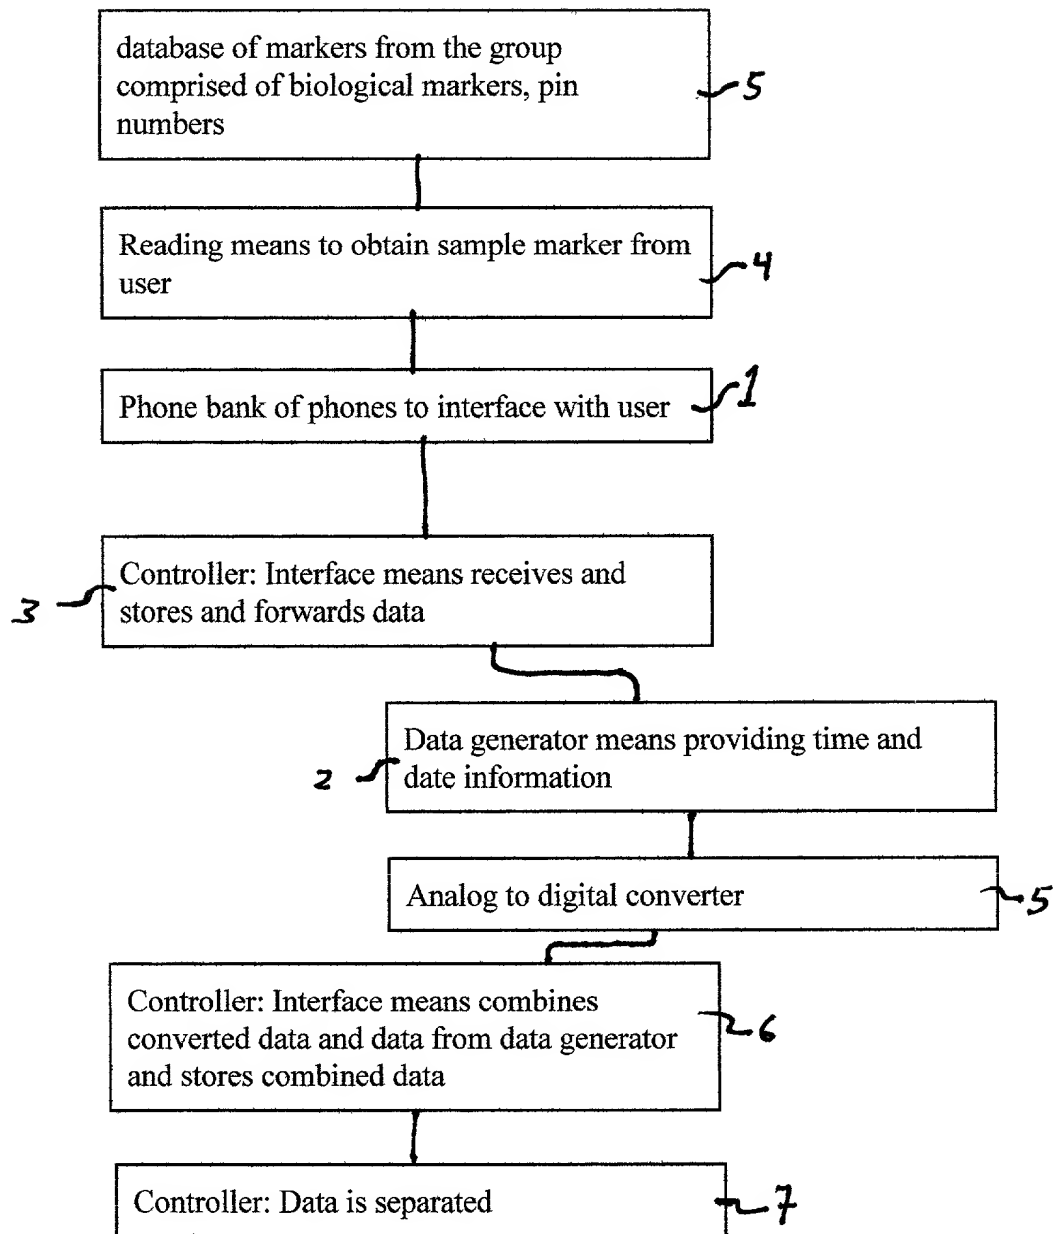 database of markers from the group
comprised of biological markers, pin
numbers
5
Reading means to obtain sample marker from
user
4
Phone bank of phones to interface with user
1
Controller: Interface means receives and
stores and forwards data
3
Data generator means providing time and
date information
2
Analog to digital converter
5
Controller: Interface means combines
converted data and data from data generator
and stores combined data
6
Controller: Data is separated
7